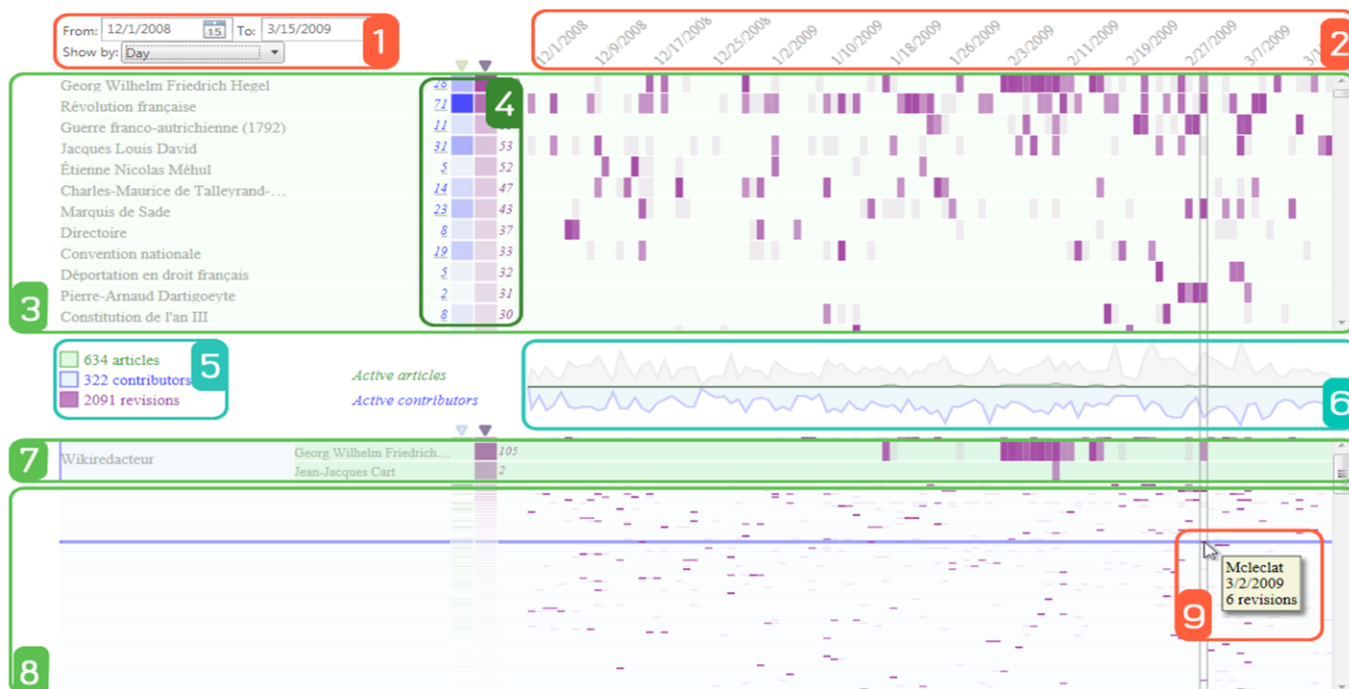 From: 12/1/2008 15 To: 3/15/2009
Show by: Day
1
12/1/2008 12/9/2008 12/17/2008 12/25/2008 1/2/2009 1/10/2009 1/18/2009 1/26/2009 2/3/2009 2/11/2009 2/19/2009 2/27/2009 3/7/2009
2
Georg Wilhelm Friedrich Hegel 28
4
Révolution française 71
Guerre franco-autrichienne (1792) 11
Jacques Louis David 31 53
Étienne Nicolas Méhul 5 52
Charles-Maurice de Talleyrand-... 14 47
Marquis de Sade 23 43
Directoire 8 37
Convention nationale 19 33
Déportation en droit français 5 32
Pierre-Arnaud Dartigoeyte 2 31
Constitution de l'an III 8 30
3
634 articles
322 contributors
2091 revisions
5
Active articles
Active contributors
6
7
Wikiredacteur Georg Wilhelm Friedrich... 105
Jean-Jacques Cart 2
Mcleclat
3/2/2009
6 revisions
9
8